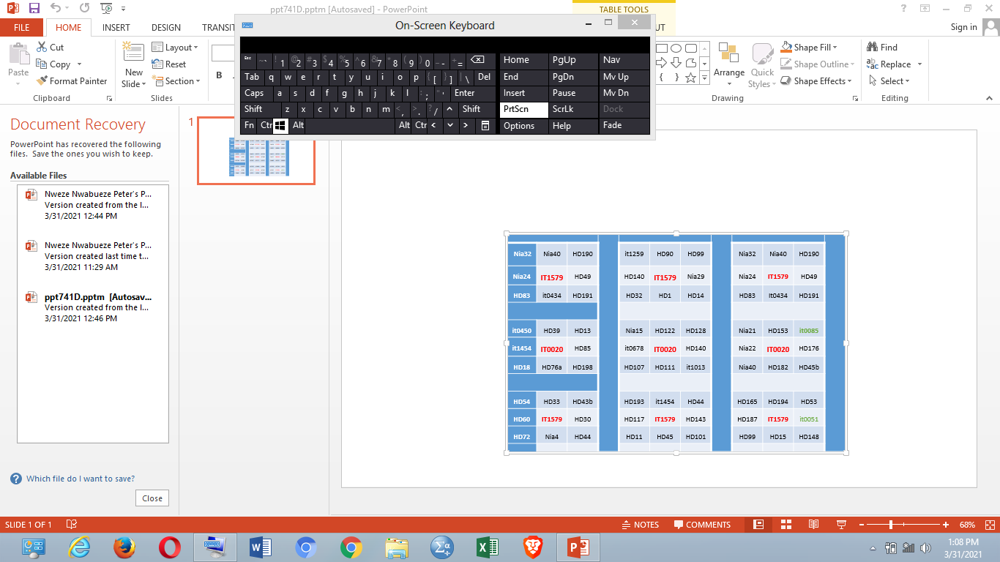 ppt741D.pptm [Autosaved] - PowerPoint
TABLE TOOLS
FILE HOME INSERT DESIGN TRANSIT UT Sign in
On-Screen Keyboard
Paste
Cut
Copy
Format Painter
Clipboard
New Slide
Layout
Reset
Section
Slides
B
Arrange
Quick Styles
Shape Fill
Shape Outline
Shape Effects
Drawing
Find
Replace
Select
Editing
Esc ~ ` ! 1 @ 2 # 3 $ 4 % 5 ^ 6 & 7 * 8 ( 9 ) 0 _ - + = Home PgUp Nav
Tab q w e r t y u i o p { [ } ] | \ Del End PgDn Mv Up
Caps a s d f g h j k l : ; " ' Enter Insert Pause Mv Dn
Shift z x c v b n m < , > . ? / Shift PrtScn ScrLk Dock
Fn Ctr Alt Alt Ctr Options Help Fade
Document Recovery
PowerPoint has recovered the following
files. Save the ones you wish to keep.
Available Files
Nweze Nwabueze Peter's P...
Version created from the l...
3/31/2021 12:44 PM
Nweze Nwabueze Peter's P...
Version created last time t...
3/31/2021 11:29 AM
ppt741D.pptm [Autosav...
Version created from the l...
3/31/2021 12:46 PM
Which file do I want to save?
Close
1
Nia32 Nia40 HD190 it1259 HD90 HD99 Nia32 Nia40 HD190
Nia24 IT1579 HD49 HD140 IT1579 Nia29 Nia24 IT1579 HD49
HD83 it0434 HD191 HD32 HD1 HD14 HD83 It0434 HD191
it0450 HD39 HD13 Nia15 HD122 HD128 Nia21 HD153 it0085
it1454 IT0020 HD85 it0678 IT0020 HD140 Nia22 IT0020 HD176
HD18 HD76a HD198 HD107 HD111 it1013 Nia40 HD182 HD45b
HD54 HD33 HD43b HD193 it1454 HD44 HD165 HD194 HD53
HD60 IT1579 HD30 HD117 IT1579 HD143 HD187 IT1579 it0051
HD72 Nia4 HD44 HD11 HD45 HD101 HD99 HD15 HD148
SLIDE 1 OF 1 NOTES COMMENTS 68%
1:08 PM
3/31/2021